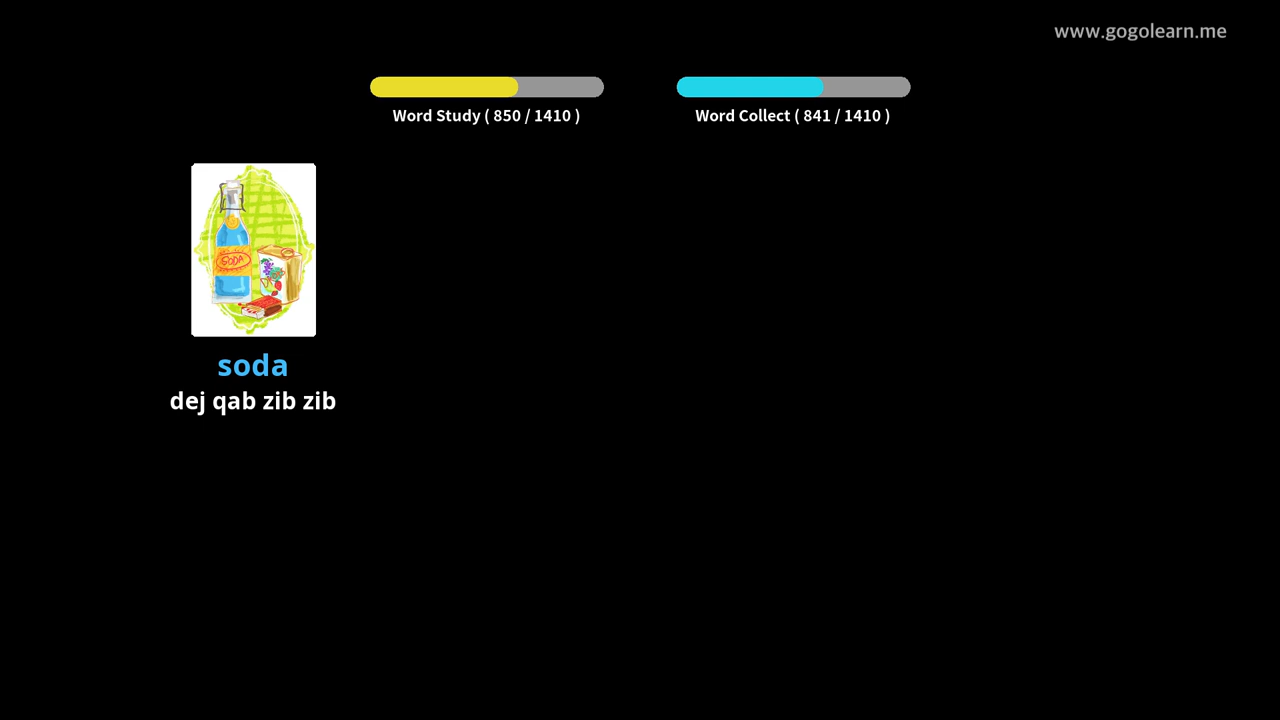 www.gogolearn.me
Word Study ( 850 / 1410 )
Word Collect ( 841 / 1410 )
SODA
soda
dej qab zib zib